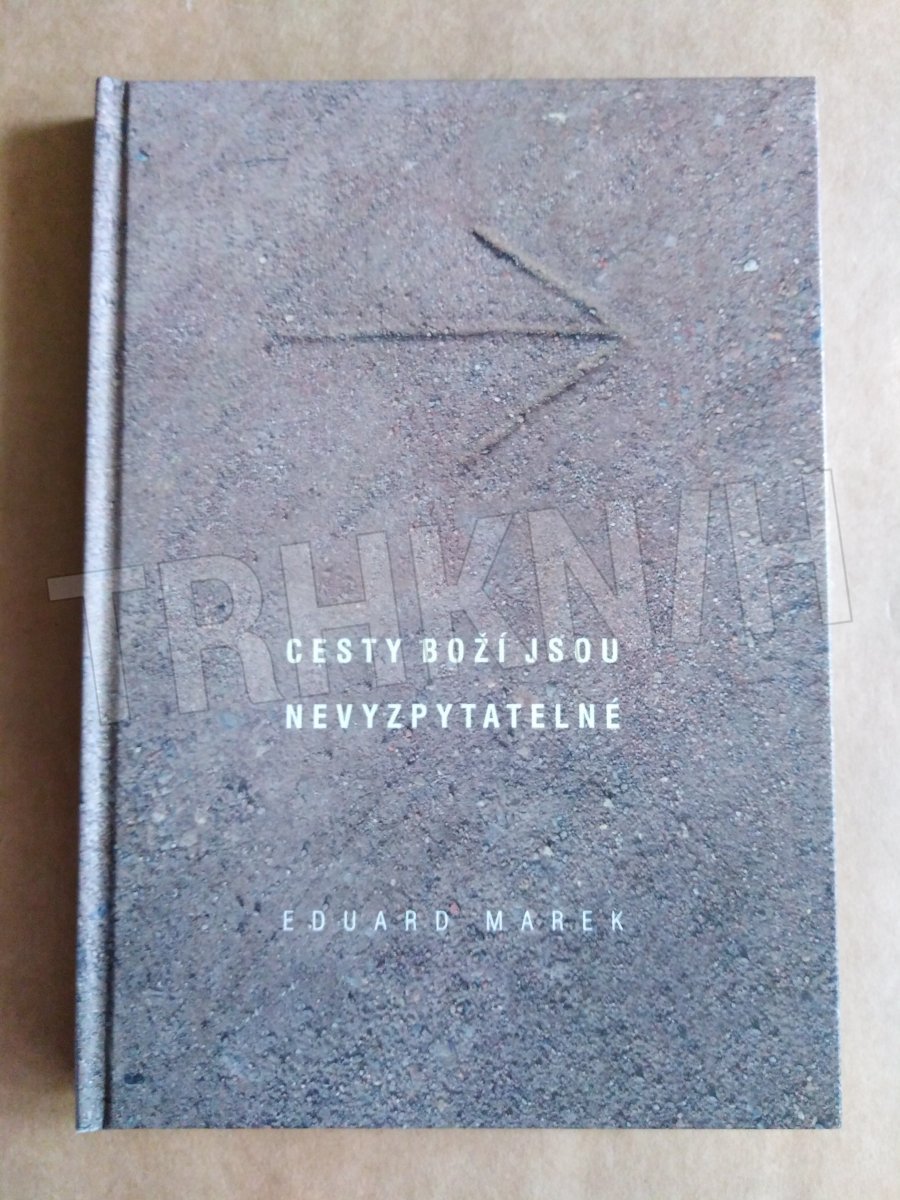 TRHKNIH
CESTY BOŽÍ JSOU
NEVYZPYTATELNÉ
EDUARD MAREK